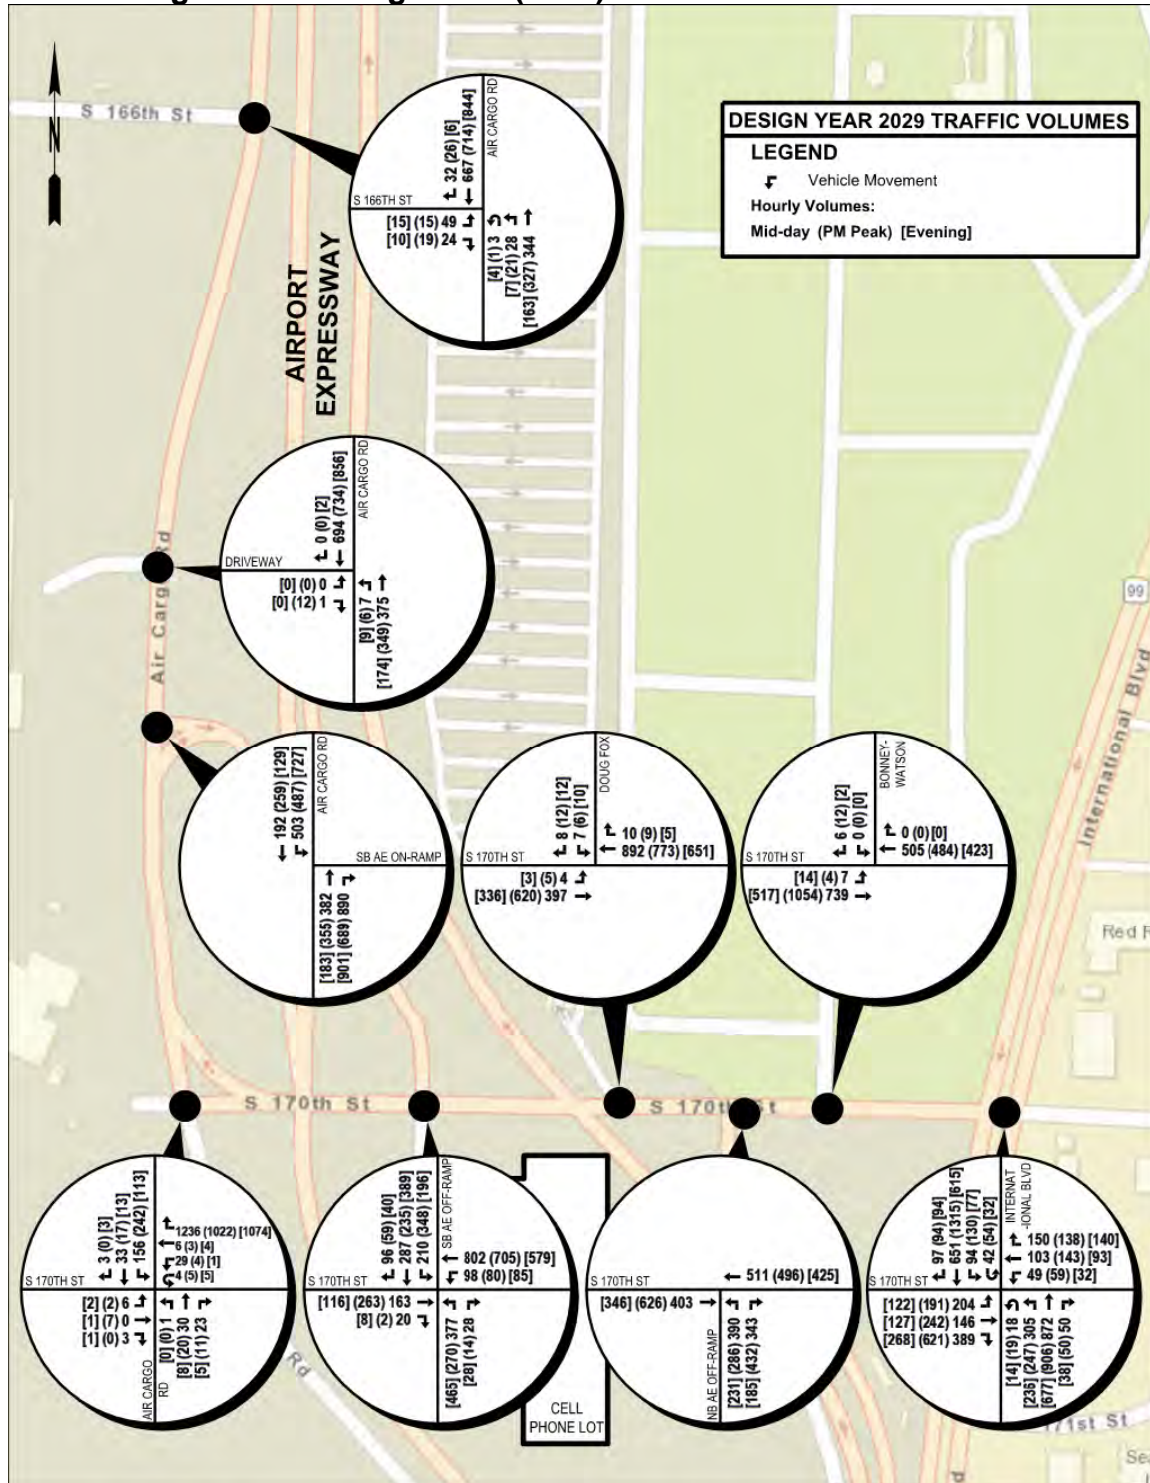 S 166th St
N
AIRPORT
EXPRESSWAY
DESIGN YEAR 2029 TRAFFIC VOLUMES
LEGEND
Vehicle Movement
Hourly Volumes:
Mid-day (PM Peak) [Evening]
S 166TH ST
AIR CARGO RD
32 (26) [6]
667 (714) [844]
[15] (15) 49
[10] (19) 24
[4] (1) 3
[7] (21) 28
[163] (327) 344
DRIVEWAY
AIR CARGO RD
0 (0) [2]
694 (734) [856]
[0] (0) 0
[0] (12) 1
[9] (6) 7
[174] (349) 375
Air Cargo Rd
99
International Blvd
AIR CARGO RD
SB AE ON-RAMP
192 (259) [129]
503 (487) [727]
[183] (355) 382
[901] (689) 890
S 170TH ST
DOUG FOX
8 (12) [12]
7 (6) [10]
10 (9) [5]
892 (773) [651]
[3] (5) 4
[336] (620) 397
S 170TH ST
BONNEY-
WATSON
6 (12) [2]
0 (0) [0]
0 (0) [0]
505 (484) [423]
[14] (4) 7
[517] (1054) 739
Red R
S 170th St
S 170th St
S 170TH ST
AIR CARGO
RD
3 (0) [3]
33 (17) [13]
156 (242) [113]
1236 (1022) [1074]
6 (3) [4]
29 (4) [1]
4 (5) [5]
[2] (2) 6
[1] (7) 0
[1] (0) 3
[0] (0) 1
[8] (20) 30
[5] (11) 23
S 170TH ST
SB AE OFF-RAMP
96 (59) [40]
287 (235) [389]
210 (348) [196]
802 (705) [579]
98 (80) [85]
[116] (263) 163
[8] (2) 20
[465] (270) 377
[28] (14) 28
CELL
PHONE LOT
S 170TH ST
NB AE OFF-RAMP
511 (496) [425]
[346] (626) 403
[231] (286) 390
[185] (432) 343
S 170TH ST
INTERNAT
-IONAL BLVD
97 (94) [94]
651 (1315) [615]
94 (130) [77]
42 (54) [32]
150 (138) [140]
103 (143) [93]
49 (59) [32]
[122] (191) 204
[127] (242) 146
[268] (621) 389
[14] (19) 18
[236] (247) 305
[677] (906) 872
[38] (50) 50
Rd
171st St
Se